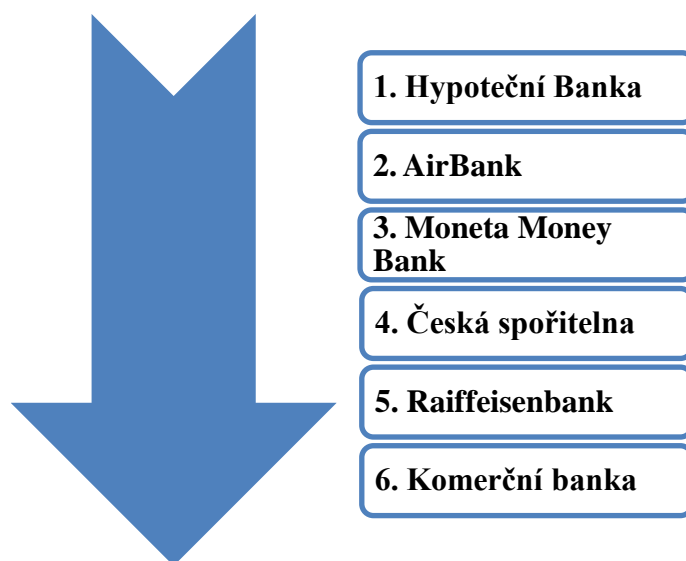 1. Hypoteční Banka
2. AirBank
3. Moneta Money
Bank
4. Česká spořitelna
5. Raiffeisenbank
6. Komerční banka